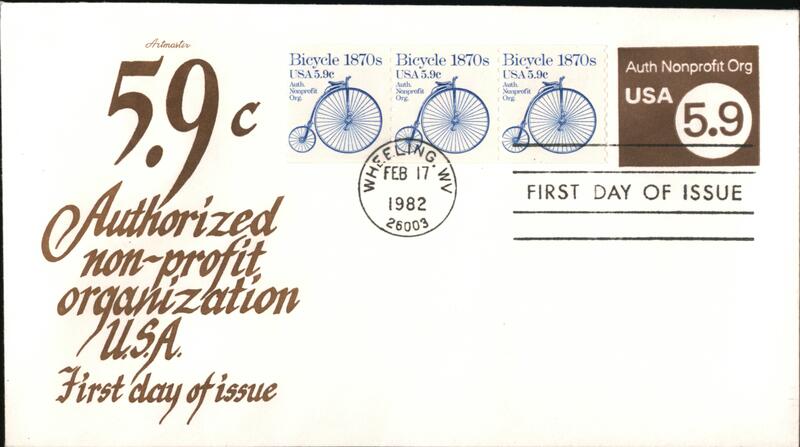 Artmaster
5.9c
Authorized
non-profit
organization
U.S.A.
First day of issue
Bicycle 1870s
USA 5.9c
Auth.
Nonprofit
Org.
Bicycle 1870s
USA 5.9c
Auth.
Nonprofit
Org.
Bicycle 1870s
USA 5.9c
Auth.
Nonprofit
Org.
Auth Nonprofit Org
USA 5.9
WHEELING, WV
FEB 17
1982
26003
FIRST DAY OF ISSUE